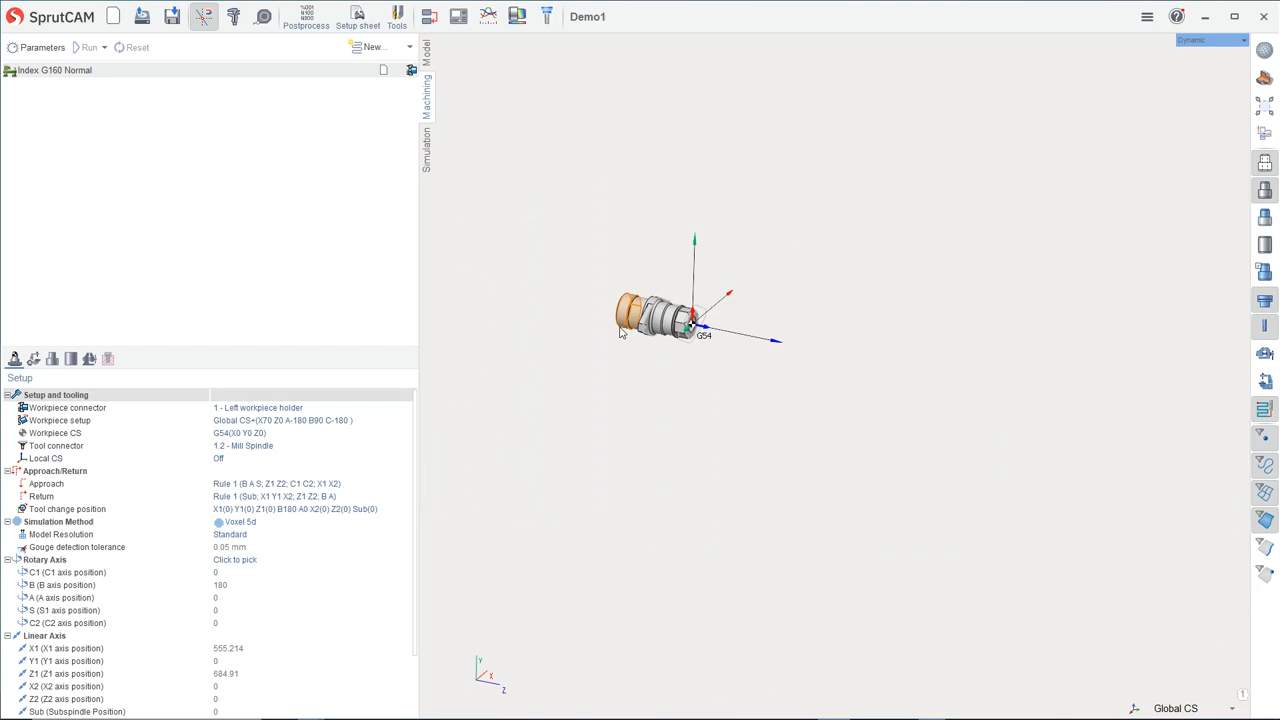 SprutCAM
Postprocess
Setup sheet
Tools
Demo1
Parameters
Run
Reset
New...
Dynamic
Index G160 Normal
Model
Machining
Simulation
G54
Setup
Setup and tooling
Workpiece connector 1 - Left workpiece holder
Workpiece setup Global CS+(X70 Z0 A-180 B90 C-180 )
Workpiece CS G54(X0 Y0 Z0)
Tool connector 1.2 - Mill Spindle
Local CS Off
Approach/Return
Approach Rule 1 (B A S; Z1 Z2; C1 C2; X1 X2)
Return Rule 1 (Sub; X1 Y1 X2; Z1 Z2; B A)
Tool change position X1(0) Y1(0) Z1(0) B180 A0 X2(0) Z2(0) Sub(0)
Simulation Method Voxel 5d
Model Resolution Standard
Gouge detection tolerance 0.05 mm
Rotary Axis Click to pick
C1 (C1 axis position) 0
B (B axis position) 180
A (A axis position) 0
S (S1 axis position) 0
C2 (C2 axis position) 0
Linear Axis
X1 (X1 axis position) 555.214
Y1 (Y1 axis position) 0
Z1 (Z1 axis position) 684.91
X2 (X2 axis position) 0
Z2 (Z2 axis position) 0
Sub (Subspindle Position) 0
Y
X
Z
1
Global CS